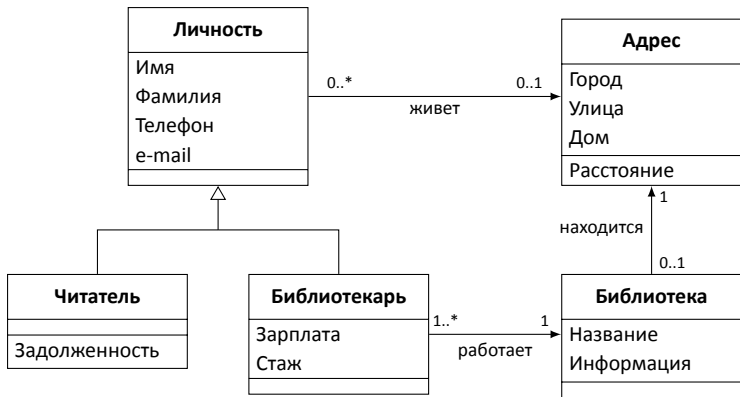 Личность
Имя
Фамилия
Телефон
e-mail
0..*
0..1
живет
Адрес
Город
Улица
Дом
Расстояние
1
находится
0..1
Читатель
Задолженность
Библиотекарь
Зарплата
Стаж
1..*
1
работает
Библиотека
Название
Информация